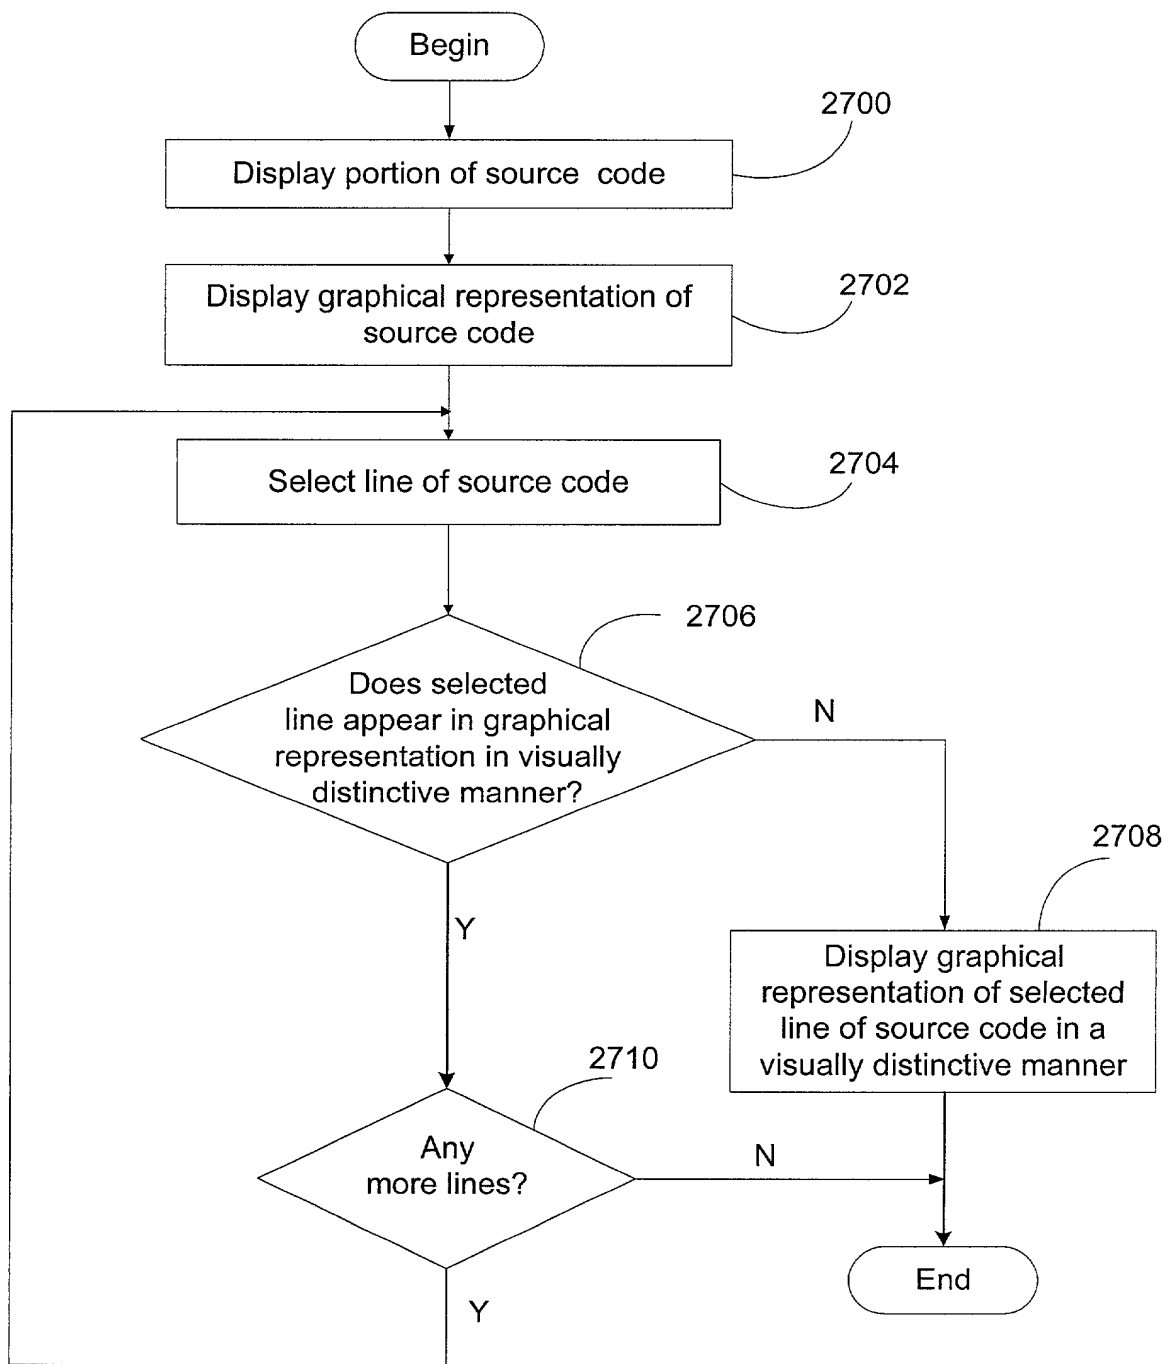 Begin
2700
Display portion of source code
2702
Display graphical representation of
source code
2704
Select line of source code
2706
Does selected
line appear in graphical
representation in visually
distinctive manner?
N
2708
Y
Display graphical
representation of selected
line of source code in a
visually distinctive manner
2710
Any
more lines?
N
End
Y